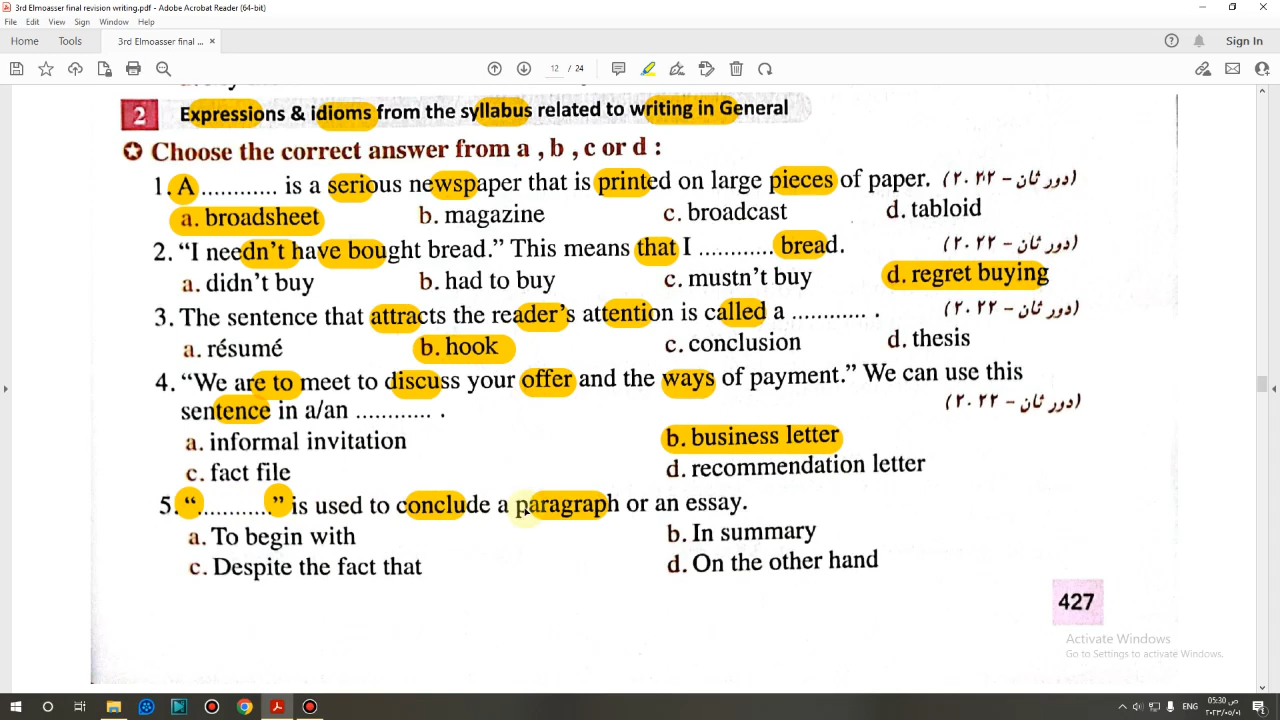 3rd Elmoasser final revision writing.pdf - Adobe Acrobat Reader (64-bit)
File Edit View Sign Window Help
Home Tools 3rd Elmoasser final ... × Sign In
12 / 24
2 Expressions & idioms from the syllabus related to writing in General
Choose the correct answer from a , b , c or d :
1. A ............ is a serious newspaper that is printed on large pieces of paper. (دور ثان – ٢٠٢٢)
a. broadsheet b. magazine c. broadcast d. tabloid
2. “I needn’t have bought bread.” This means that I ............ bread. (دور ثان – ٢٠٢٢)
a. didn’t buy b. had to buy c. mustn’t buy d. regret buying
3. The sentence that attracts the reader’s attention is called a ............ . (دور ثان – ٢٠٢٢)
a. résumé b. hook c. conclusion d. thesis
4. “We are to meet to discuss your offer and the ways of payment.” We can use this
sentence in a/an ............ . (دور ثان – ٢٠٢٢)
a. informal invitation b. business letter
c. fact file d. recommendation letter
5. “............” is used to conclude a paragraph or an essay.
a. To begin with b. In summary
c. Despite the fact that d. On the other hand
427
Activate Windows
Go to Settings to activate Windows.
05:30 ص